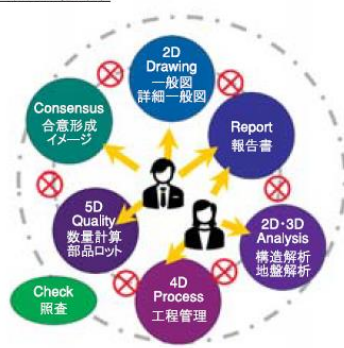 2D
Drawing
一般図
詳細一般図
Consensus
合意形成
イメージ
Report
報告書
5D
Quality
数量計算
部品ロット
2D・3D
Analysis
構造解析
地盤解析
4D
Process
工程管理
Check
照査